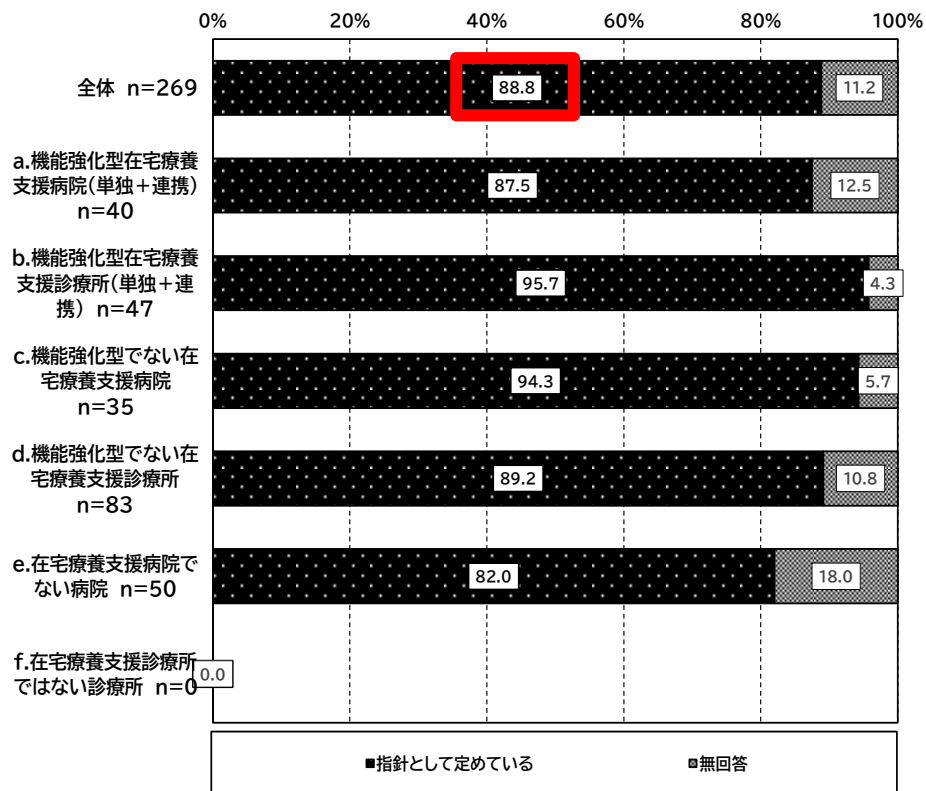 0% 20% 40% 60% 80% 100%
全体 n=269
88.8 11.2
a.機能強化型在宅療養
支援病院(単独+連携)
n=40
87.5 12.5
b.機能強化型在宅療養
支援診療所(単独+連
携) n=47
95.7 4.3
c.機能強化型でない在
宅療養支援病院
n=35
94.3 5.7
d.機能強化型でない在
宅療養支援診療所
n=83
89.2 10.8
e.在宅療養支援病院で
ない病院 n=50
82.0 18.0
f.在宅療養支援診療所
ではない診療所 n=0
0.0
指針として定めている 無回答